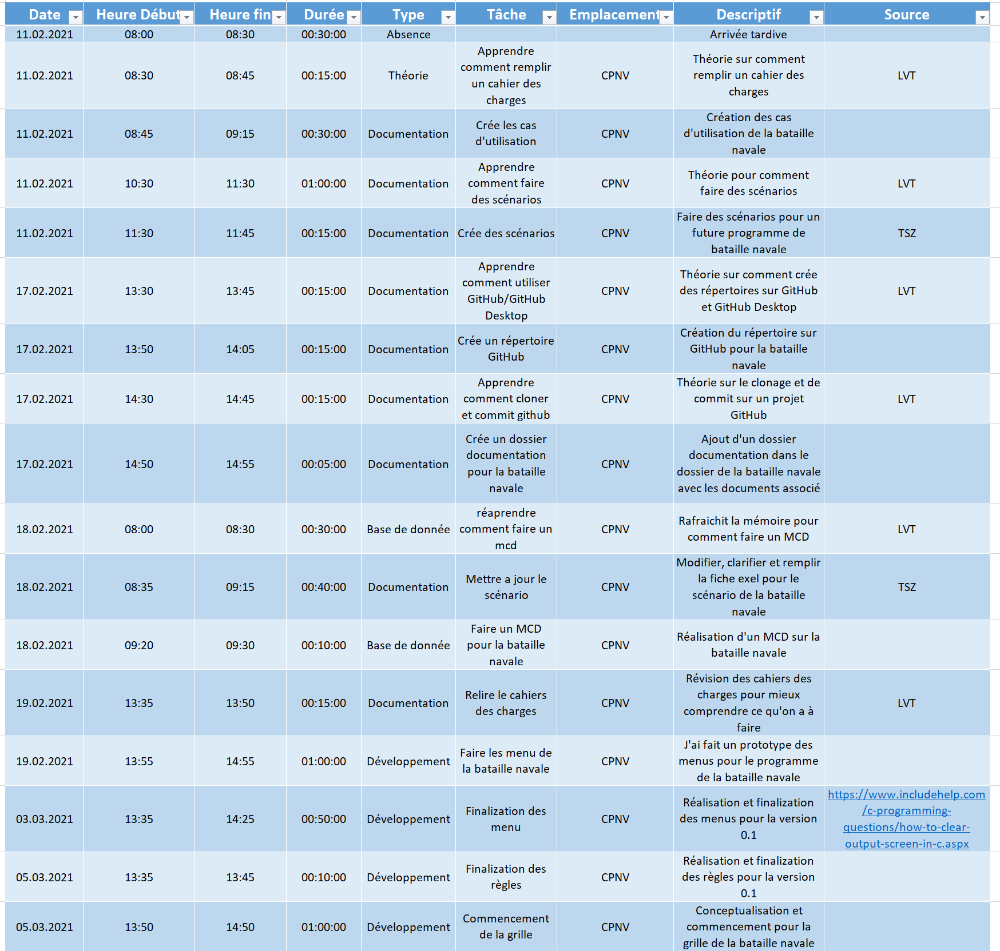 Date Heure Début Heure fin Durée Type Tâche Emplacement Descriptif Source
11.02.2021 08:00 08:30 00:30:00 Absence Arrivée tardive
11.02.2021 08:30 08:45 00:15:00 Théorie
Apprendre
comment remplir
un cahier des
charges
CPNV
Théorie sur comment
remplir un cahier des
charges
LVT
11.02.2021 08:45 09:15 00:30:00 Documentation
Crée les cas
d'utilisation
CPNV
Création des cas
d'utilisation de la bataille
navale
11.02.2021 10:30 11:30 01:00:00 Documentation
Apprendre
comment faire
des scénarios
CPNV
Théorie pour comment
faire des scénarios
LVT
11.02.2021 11:30 11:45 00:15:00 Documentation
Crée des scénarios
CPNV
Faire des scénarios pour un
future programme de
bataille navale
TSZ
17.02.2021 13:30 13:45 00:15:00 Documentation
Apprendre
comment utiliser
GitHub/GitHub
Desktop
CPNV
Théorie sur comment crée
des répertoires sur GitHub
et GitHub Desktop
LVT
17.02.2021 13:50 14:05 00:15:00 Documentation
Crée un répertoire
GitHub
CPNV
Création du répertoire sur
GitHub pour la bataille
navale
17.02.2021 14:30 14:45 00:15:00 Documentation
Apprendre
comment cloner
et commit github
CPNV
Théorie sur le clonage et de
commit sur un projet
GitHub
LVT
17.02.2021 14:50 14:55 00:05:00 Documentation
Crée un dossier
documentation
pour la bataille
navale
CPNV
Ajout d'un dossier
documentation dans le
dossier de la bataille navale
avec les documents associé
18.02.2021 08:00 08:30 00:30:00 Base de donnée
réaprendre
comment faire un
mcd
CPNV
Rafraichit la mémoire pour
comment faire un MCD
LVT
18.02.2021 08:35 09:15 00:40:00 Documentation
Mettre a jour le
scénario
CPNV
Modifier, clarifier et remplir
la fiche exel pour le
scénario de la bataille
navale
TSZ
18.02.2021 09:20 09:30 00:10:00 Base de donnée
Faire un MCD
pour la bataille
navale
CPNV
Réalisation d'un MCD sur la
bataille navale
19.02.2021 13:35 13:50 00:15:00 Documentation
Relire le cahiers
des charges
CPNV
Révision des cahiers des
charges pour mieux
comprendre ce qu'on a à
faire
LVT
19.02.2021 13:55 14:55 01:00:00 Développement
Faire les menu de
la bataille navale
CPNV
J'ai fait un prototype des
menus pour le programme
de la bataille navale
03.03.2021 13:35 14:25 00:50:00 Développement
Finalization des
menu
CPNV
Réalisation et finalization
des menus pour la version
0.1
https://www.includehelp.com
/c-programming-
questions/how-to-clear-
output-screen-in-c.aspx
05.03.2021 13:35 13:45 00:10:00 Développement
Finalization des
règles
CPNV
Réalisation et finalization
des règles pour la version
0.1
05.03.2021 13:50 14:50 01:00:00 Développement
Commencement
de la grille
CPNV
Conceptualisation et
commencement pour la
grille de la bataille navale